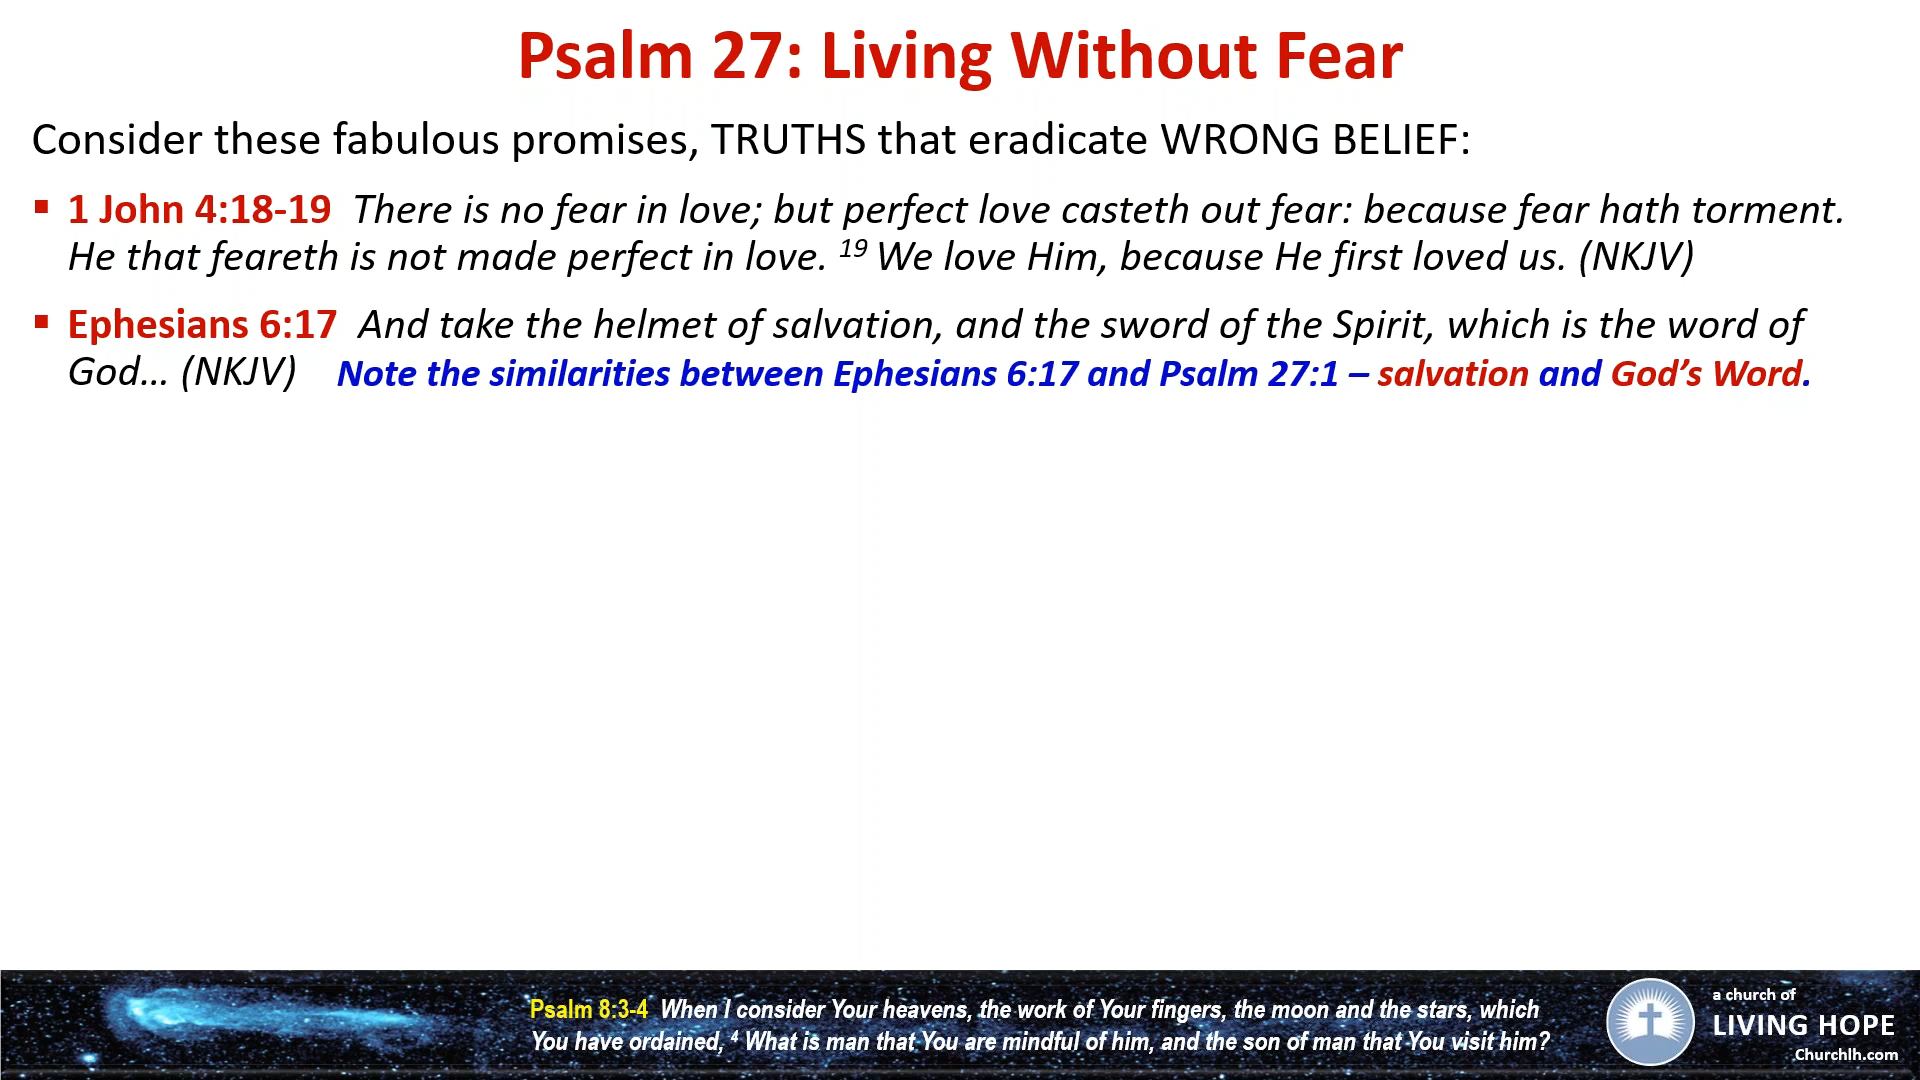 Psalm 27: Living Without Fear
Consider these fabulous promises, TRUTHS that eradicate WRONG BELIEF:
▪ 1 John 4:18-19 There is no fear in love; but perfect love casteth out fear: because fear hath torment.
He that feareth is not made perfect in love. ¹⁹ We love Him, because He first loved us. (NKJV)
▪ Ephesians 6:17 And take the helmet of salvation, and the sword of the Spirit, which is the word of
God... (NKJV) Note the similarities between Ephesians 6:17 and Psalm 27:1 – salvation and God’s Word.
Psalm 8:3-4 When I consider Your heavens, the work of Your fingers, the moon and the stars, which
You have ordained, ⁴ What is man that You are mindful of him, and the son of man that You visit him?
a church of
LIVING HOPE
Churchlh.com